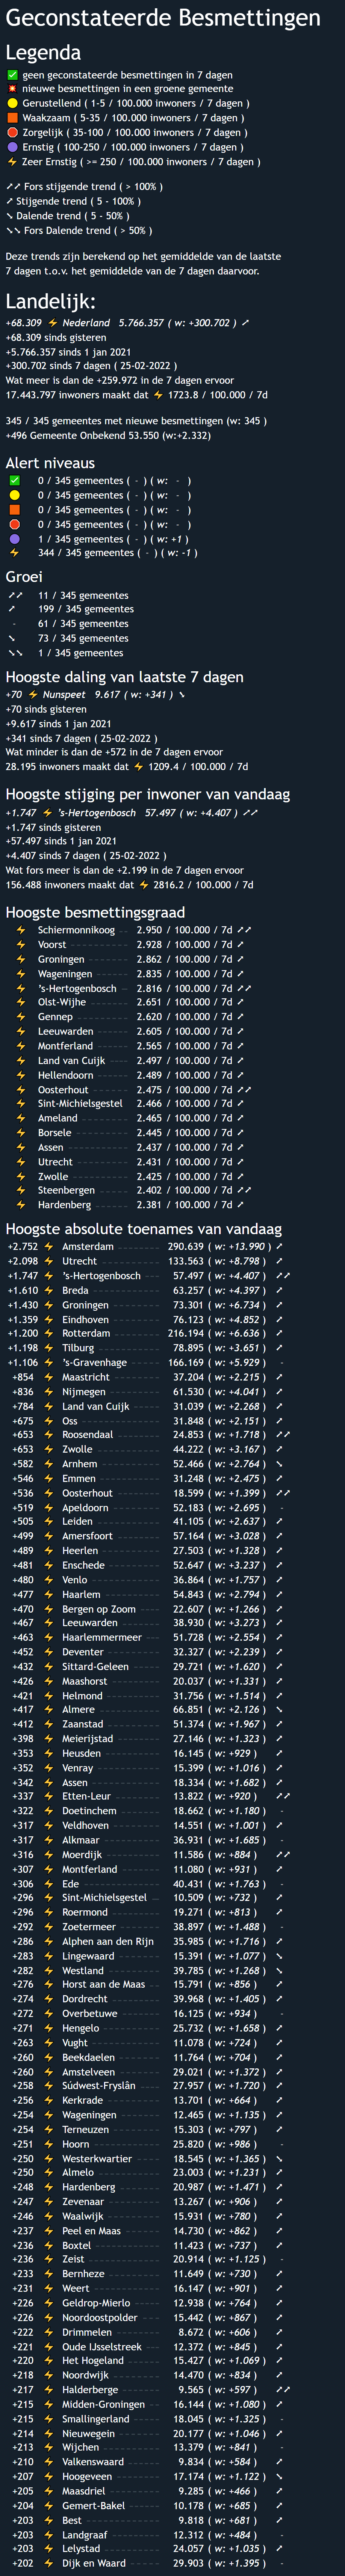 Geconstateerde Besmettingen
Legenda
✅ geen geconstateerde besmettingen in 7 dagen
💥 nieuwe besmettingen in een groene gemeente
🟡 Gerustellend ( 1-5 / 100.000 inwoners / 7 dagen )
🟧 Waakzaam ( 5-35 / 100.000 inwoners / 7 dagen )
🔴 Zorgelijk ( 35-100 / 100.000 inwoners / 7 dagen )
🟣 Ernstig ( 100-250 / 100.000 inwoners / 7 dagen )
⚡ Zeer Ernstig ( >= 250 / 100.000 inwoners / 7 dagen )
⤤⤤ Fors stijgende trend ( > 100% )
⤤ Stijgende trend ( 5 - 100% )
⤥ Dalende trend ( 5 - 50% )
⤥⤥ Fors Dalende trend ( > 50% )
Deze trends zijn berekend op het gemiddelde van de laatste
7 dagen t.o.v. het gemiddelde van de 7 dagen daarvoor.
Landelijk:
+68.309 ⚡ Nederland 5.766.357 ( w: +300.702 ) ⤤
+68.309 sinds gisteren
+5.766.357 sinds 1 jan 2021
+300.702 sinds 7 dagen ( 25-02-2022 )
Wat meer is dan de +259.972 in de 7 dagen ervoor
17.443.797 inwoners maakt dat ⚡ 1723.8 / 100.000 / 7d
345 / 345 gemeentes met nieuwe besmettingen (w: 345 )
+496 Gemeente Onbekend 53.550 (w:+2.332)
Alert niveaus
✅ 0 / 345 gemeentes ( - ) ( w: - )
🟡 0 / 345 gemeentes ( - ) ( w: - )
🟧 0 / 345 gemeentes ( - ) ( w: - )
🔴 0 / 345 gemeentes ( - ) ( w: - )
🟣 1 / 345 gemeentes ( - ) ( w: +1 )
⚡ 344 / 345 gemeentes ( - ) ( w: -1 )
Groei
⤤⤤ 11 / 345 gemeentes
⤤ 199 / 345 gemeentes
- 61 / 345 gemeentes
⤥ 73 / 345 gemeentes
⤥⤥ 1 / 345 gemeentes
Hoogste daling van laatste 7 dagen
+70 ⚡ Nunspeet 9.617 ( w: +341 ) ⤥
+70 sinds gisteren
+9.617 sinds 1 jan 2021
+341 sinds 7 dagen ( 25-02-2022 )
Wat minder is dan de +572 in de 7 dagen ervoor
28.195 inwoners maakt dat ⚡ 1209.4 / 100.000 / 7d
Hoogste stijging per inwoner van vandaag
+1.747 ⚡ 's-Hertogenbosch 57.497 ( w: +4.407 ) ⤤⤤
+1.747 sinds gisteren
+57.497 sinds 1 jan 2021
+4.407 sinds 7 dagen ( 25-02-2022 )
Wat fors meer is dan de +2.199 in de 7 dagen ervoor
156.488 inwoners maakt dat ⚡ 2816.2 / 100.000 / 7d
Hoogste besmettingsgraad
⚡ Schiermonnikoog 2.950 / 100.000 / 7d ⤤⤤
⚡ Voorst 2.928 / 100.000 / 7d ⤤
⚡ Groningen 2.862 / 100.000 / 7d ⤤
⚡ Wageningen 2.835 / 100.000 / 7d ⤤
⚡ 's-Hertogenbosch 2.816 / 100.000 / 7d ⤤⤤
⚡ Olst-Wijhe 2.651 / 100.000 / 7d ⤤
⚡ Gennep 2.620 / 100.000 / 7d ⤤
⚡ Leeuwarden 2.605 / 100.000 / 7d ⤤
⚡ Montferland 2.565 / 100.000 / 7d ⤤
⚡ Land van Cuijk 2.497 / 100.000 / 7d ⤤
⚡ Hellendoorn 2.489 / 100.000 / 7d ⤤
⚡ Oosterhout 2.475 / 100.000 / 7d ⤤⤤
⚡ Sint-Michielsgestel 2.466 / 100.000 / 7d ⤤
⚡ Ameland 2.465 / 100.000 / 7d ⤤
⚡ Borsele 2.445 / 100.000 / 7d ⤤
⚡ Assen 2.437 / 100.000 / 7d ⤤
⚡ Utrecht 2.431 / 100.000 / 7d ⤤
⚡ Zwolle 2.425 / 100.000 / 7d ⤤
⚡ Steenbergen 2.402 / 100.000 / 7d ⤤⤤
⚡ Hardenberg 2.381 / 100.000 / 7d ⤤
Hoogste absolute toenames van vandaag
+2.752 ⚡ Amsterdam 290.639 ( w: +13.990 ) ⤤
+2.098 ⚡ Utrecht 133.563 ( w: +8.798 ) ⤤
+1.747 ⚡ 's-Hertogenbosch 57.497 ( w: +4.407 ) ⤤⤤
+1.610 ⚡ Breda 63.257 ( w: +4.397 ) ⤤
+1.430 ⚡ Groningen 73.301 ( w: +6.734 ) ⤤
+1.359 ⚡ Eindhoven 76.123 ( w: +4.852 ) ⤤
+1.200 ⚡ Rotterdam 216.194 ( w: +6.636 ) ⤤
+1.198 ⚡ Tilburg 78.895 ( w: +3.651 ) ⤤
+1.106 ⚡ 's-Gravenhage 166.169 ( w: +5.929 ) -
+854 ⚡ Maastricht 37.204 ( w: +2.215 ) ⤤
+836 ⚡ Nijmegen 61.530 ( w: +4.041 ) ⤤
+784 ⚡ Land van Cuijk 31.039 ( w: +2.268 ) ⤤
+675 ⚡ Oss 31.848 ( w: +2.151 ) ⤤
+653 ⚡ Roosendaal 24.853 ( w: +1.718 ) ⤤⤤
+653 ⚡ Zwolle 44.222 ( w: +3.167 ) ⤤
+582 ⚡ Arnhem 52.466 ( w: +2.764 ) ⤥
+546 ⚡ Emmen 31.248 ( w: +2.475 ) ⤤
+536 ⚡ Oosterhout 18.599 ( w: +1.399 ) ⤤⤤
+519 ⚡ Apeldoorn 52.183 ( w: +2.695 ) -
+505 ⚡ Leiden 41.105 ( w: +2.637 ) ⤤
+499 ⚡ Amersfoort 57.164 ( w: +3.028 ) ⤤
+489 ⚡ Heerlen 27.503 ( w: +1.328 ) ⤤
+481 ⚡ Enschede 52.647 ( w: +3.237 ) ⤤
+480 ⚡ Venlo 36.864 ( w: +1.757 ) ⤤
+477 ⚡ Haarlem 54.843 ( w: +2.794 ) ⤤
+470 ⚡ Bergen op Zoom 22.607 ( w: +1.266 ) ⤤
+467 ⚡ Leeuwarden 38.930 ( w: +3.273 ) ⤤
+463 ⚡ Haarlemmermeer 51.728 ( w: +2.554 ) ⤤
+452 ⚡ Deventer 32.327 ( w: +2.239 ) ⤤
+432 ⚡ Sittard-Geleen 29.721 ( w: +1.620 ) ⤤
+426 ⚡ Maashorst 20.037 ( w: +1.331 ) ⤤
+421 ⚡ Helmond 31.756 ( w: +1.514 ) ⤤
+417 ⚡ Almere 66.851 ( w: +2.126 ) ⤥
+412 ⚡ Zaanstad 51.374 ( w: +1.967 ) ⤤
+398 ⚡ Meierijstad 27.146 ( w: +1.323 ) ⤤
+353 ⚡ Heusden 16.145 ( w: +929 ) ⤤
+352 ⚡ Venray 15.399 ( w: +1.016 ) ⤤
+342 ⚡ Assen 18.334 ( w: +1.682 ) ⤤
+337 ⚡ Etten-Leur 13.822 ( w: +920 ) ⤤⤤
+322 ⚡ Doetinchem 18.662 ( w: +1.180 ) -
+317 ⚡ Veldhoven 14.551 ( w: +1.001 ) ⤤
+317 ⚡ Alkmaar 36.931 ( w: +1.685 ) -
+316 ⚡ Moerdijk 11.586 ( w: +884 ) ⤤⤤
+307 ⚡ Montferland 11.080 ( w: +931 ) ⤤
+306 ⚡ Ede 40.431 ( w: +1.763 ) -
+296 ⚡ Sint-Michielsgestel 10.509 ( w: +732 ) ⤤
+296 ⚡ Roermond 19.271 ( w: +813 ) ⤤
+292 ⚡ Zoetermeer 38.897 ( w: +1.488 ) -
+286 ⚡ Alphen aan den Rijn 35.985 ( w: +1.716 ) ⤤
+283 ⚡ Lingewaard 15.391 ( w: +1.077 ) ⤥
+282 ⚡ Westland 39.785 ( w: +1.268 ) ⤥
+276 ⚡ Horst aan de Maas 15.791 ( w: +856 ) ⤤
+274 ⚡ Dordrecht 39.968 ( w: +1.405 ) ⤤
+272 ⚡ Overbetuwe 16.125 ( w: +934 ) -
+271 ⚡ Hengelo 25.732 ( w: +1.658 ) ⤤
+263 ⚡ Vught 11.078 ( w: +724 ) ⤤
+260 ⚡ Beekdaelen 11.764 ( w: +704 ) ⤤
+260 ⚡ Amstelveen 29.021 ( w: +1.372 ) ⤤
+258 ⚡ Súdwest-Fryslân 27.957 ( w: +1.720 ) ⤤
+256 ⚡ Kerkrade 13.701 ( w: +664 ) ⤤
+254 ⚡ Wageningen 12.465 ( w: +1.135 ) ⤤
+254 ⚡ Terneuzen 15.303 ( w: +797 ) ⤤
+251 ⚡ Hoorn 25.820 ( w: +986 ) -
+250 ⚡ Westerkwartier 18.545 ( w: +1.365 ) ⤥
+250 ⚡ Almelo 23.003 ( w: +1.231 ) ⤤
+248 ⚡ Hardenberg 20.987 ( w: +1.471 ) ⤤
+247 ⚡ Zevenaar 13.267 ( w: +906 ) ⤤
+246 ⚡ Waalwijk 15.931 ( w: +780 ) ⤤
+237 ⚡ Peel en Maas 14.730 ( w: +862 ) ⤤
+236 ⚡ Boxtel 11.423 ( w: +737 ) ⤤
+236 ⚡ Zeist 20.914 ( w: +1.125 ) -
+233 ⚡ Bernheze 11.649 ( w: +730 ) ⤤
+231 ⚡ Weert 16.147 ( w: +901 ) ⤤
+226 ⚡ Geldrop-Mierlo 12.938 ( w: +764 ) ⤤
+226 ⚡ Noordoostpolder 15.442 ( w: +867 ) ⤤
+222 ⚡ Drimmelen 8.672 ( w: +606 ) ⤤
+221 ⚡ Oude IJsselstreek 12.372 ( w: +845 ) ⤤
+220 ⚡ Het Hogeland 15.427 ( w: +1.069 ) ⤤
+218 ⚡ Noordwijk 14.470 ( w: +834 ) ⤤
+217 ⚡ Halderberge 9.565 ( w: +597 ) ⤤⤤
+215 ⚡ Midden-Groningen 16.144 ( w: +1.080 ) ⤤
+215 ⚡ Smallingerland 18.045 ( w: +1.325 ) -
+214 ⚡ Nieuwegein 20.177 ( w: +1.046 ) ⤤
+213 ⚡ Wijchen 13.379 ( w: +841 ) -
+210 ⚡ Valkenswaard 9.834 ( w: +584 ) ⤤
+207 ⚡ Hoogeveen 17.174 ( w: +1.122 ) ⤥
+205 ⚡ Maasdriel 9.285 ( w: +466 ) ⤤
+204 ⚡ Gemert-Bakel 10.178 ( w: +685 ) ⤤
+203 ⚡ Best 9.818 ( w: +681 ) ⤤
+203 ⚡ Landgraaf 12.312 ( w: +484 ) -
+203 ⚡ Lelystad 24.057 ( w: +1.035 ) ⤤
+202 ⚡ Dijk en Waard 29.903 ( w: +1.395 ) -